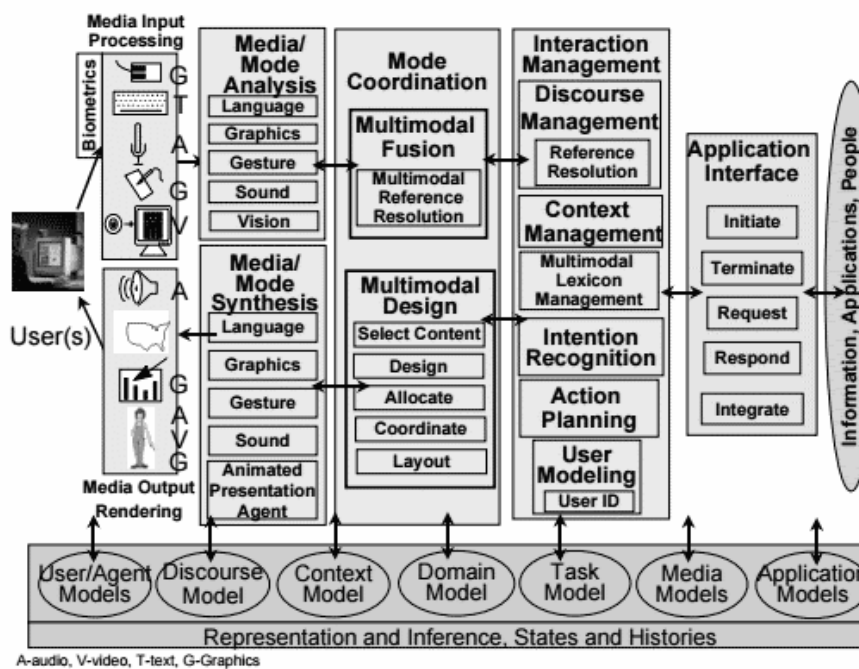 Media Input
Processing
Biometrics
G
T
A
G
V
User(s)
A
G
A
V
G
Media Output
Rendering
Media/
Mode
Analysis
Language
Graphics
Gesture
Sound
Vision
Media/
Mode
Synthesis
Language
Graphics
Gesture
Sound
Animated
Presentation
Agent
Mode
Coordination
Multimodal
Fusion
Multimodal
Reference
Resolution
Multimodal
Design
Select Content
Design
Allocate
Coordinate
Layout
Interaction
Management
Discourse
Management
Reference
Resolution
Context
Management
Multimodal
Lexicon
Management
Intention
Recognition
Action
Planning
User
Modeling
User ID
Application
Interface
Initiate
Terminate
Request
Respond
Integrate
Information, Applications, People
User/Agent
Models
Discourse
Model
Context
Model
Domain
Model
Task
Model
Media
Models
Application
Models
Representation and Inference, States and Histories
A-audio, V-video, T-text, G-Graphics